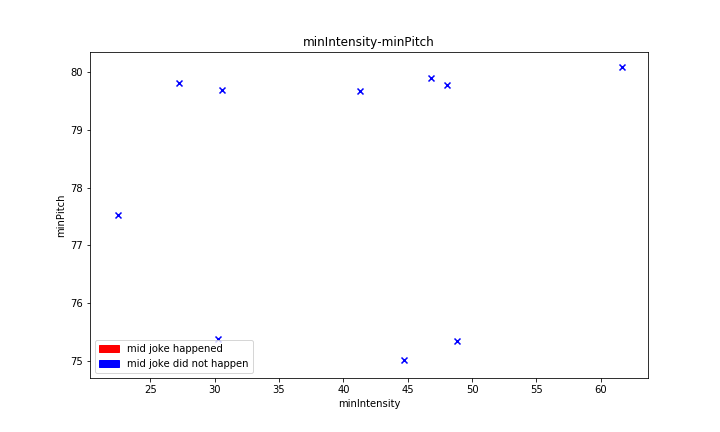 minIntensity-minPitch
80
79
78
77
76
75
minPitch
mid joke happened
mid joke did not happen
25 30 35 40 45 50 55 60
minIntensity